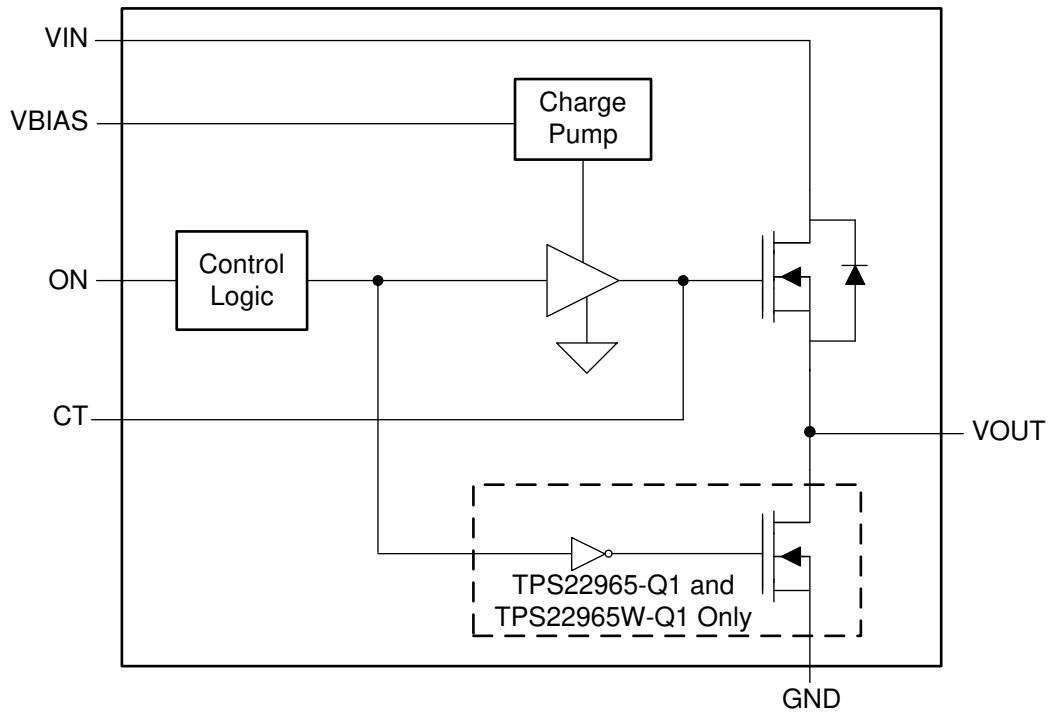 VIN
Charge
Pump
VBIAS
Control
Logic
ON
CT
VOUT
TPS22965-Q1 and
TPS22965W-Q1 Only
GND